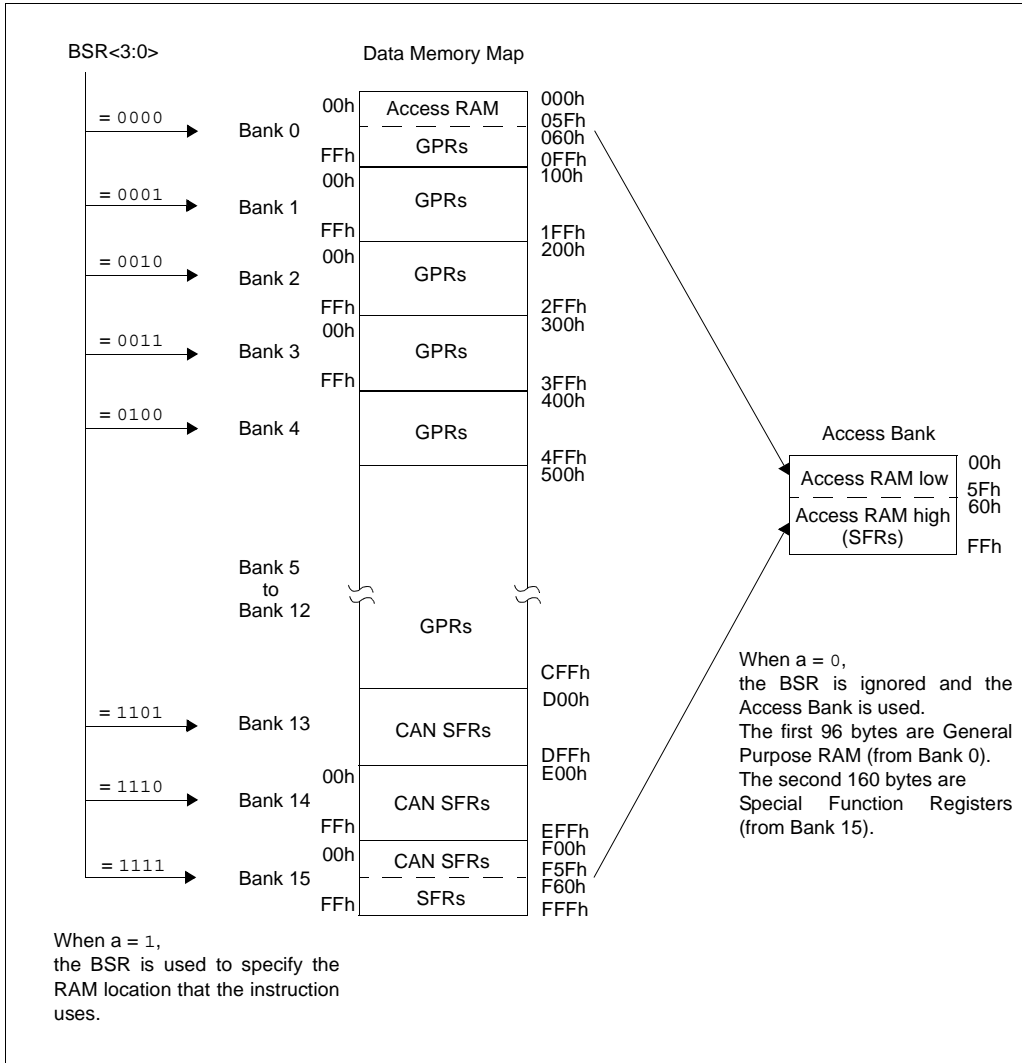 BSR<3:0>
Data Memory Map
= 0000
Bank 0
00h
Access RAM
000h
05Fh
060h
FFh
GPRs
0FFh
= 0001
Bank 1
00h
GPRs
100h
FFh
1FFh
= 0010
Bank 2
00h
GPRs
200h
FFh
2FFh
= 0011
Bank 3
00h
GPRs
300h
FFh
3FFh
= 0100
Bank 4
GPRs
400h
4FFh
500h
Bank 5
to
Bank 12
GPRs
CFFh
= 1101
Bank 13
CAN SFRs
D00h
DFFh
= 1110
Bank 14
00h
CAN SFRs
E00h
FFh
EFFh
= 1111
Bank 15
00h
CAN SFRs
F00h
F5Fh
F60h
FFh
SFRs
FFFh
Access Bank
Access RAM low
00h
5Fh
60h
Access RAM high
(SFRs)
FFh
When a = 0,
the BSR is ignored and the
Access Bank is used.
The first 96 bytes are General
Purpose RAM (from Bank 0).
The second 160 bytes are
Special Function Registers
(from Bank 15).
When a = 1,
the BSR is used to specify the
RAM location that the instruction
uses.